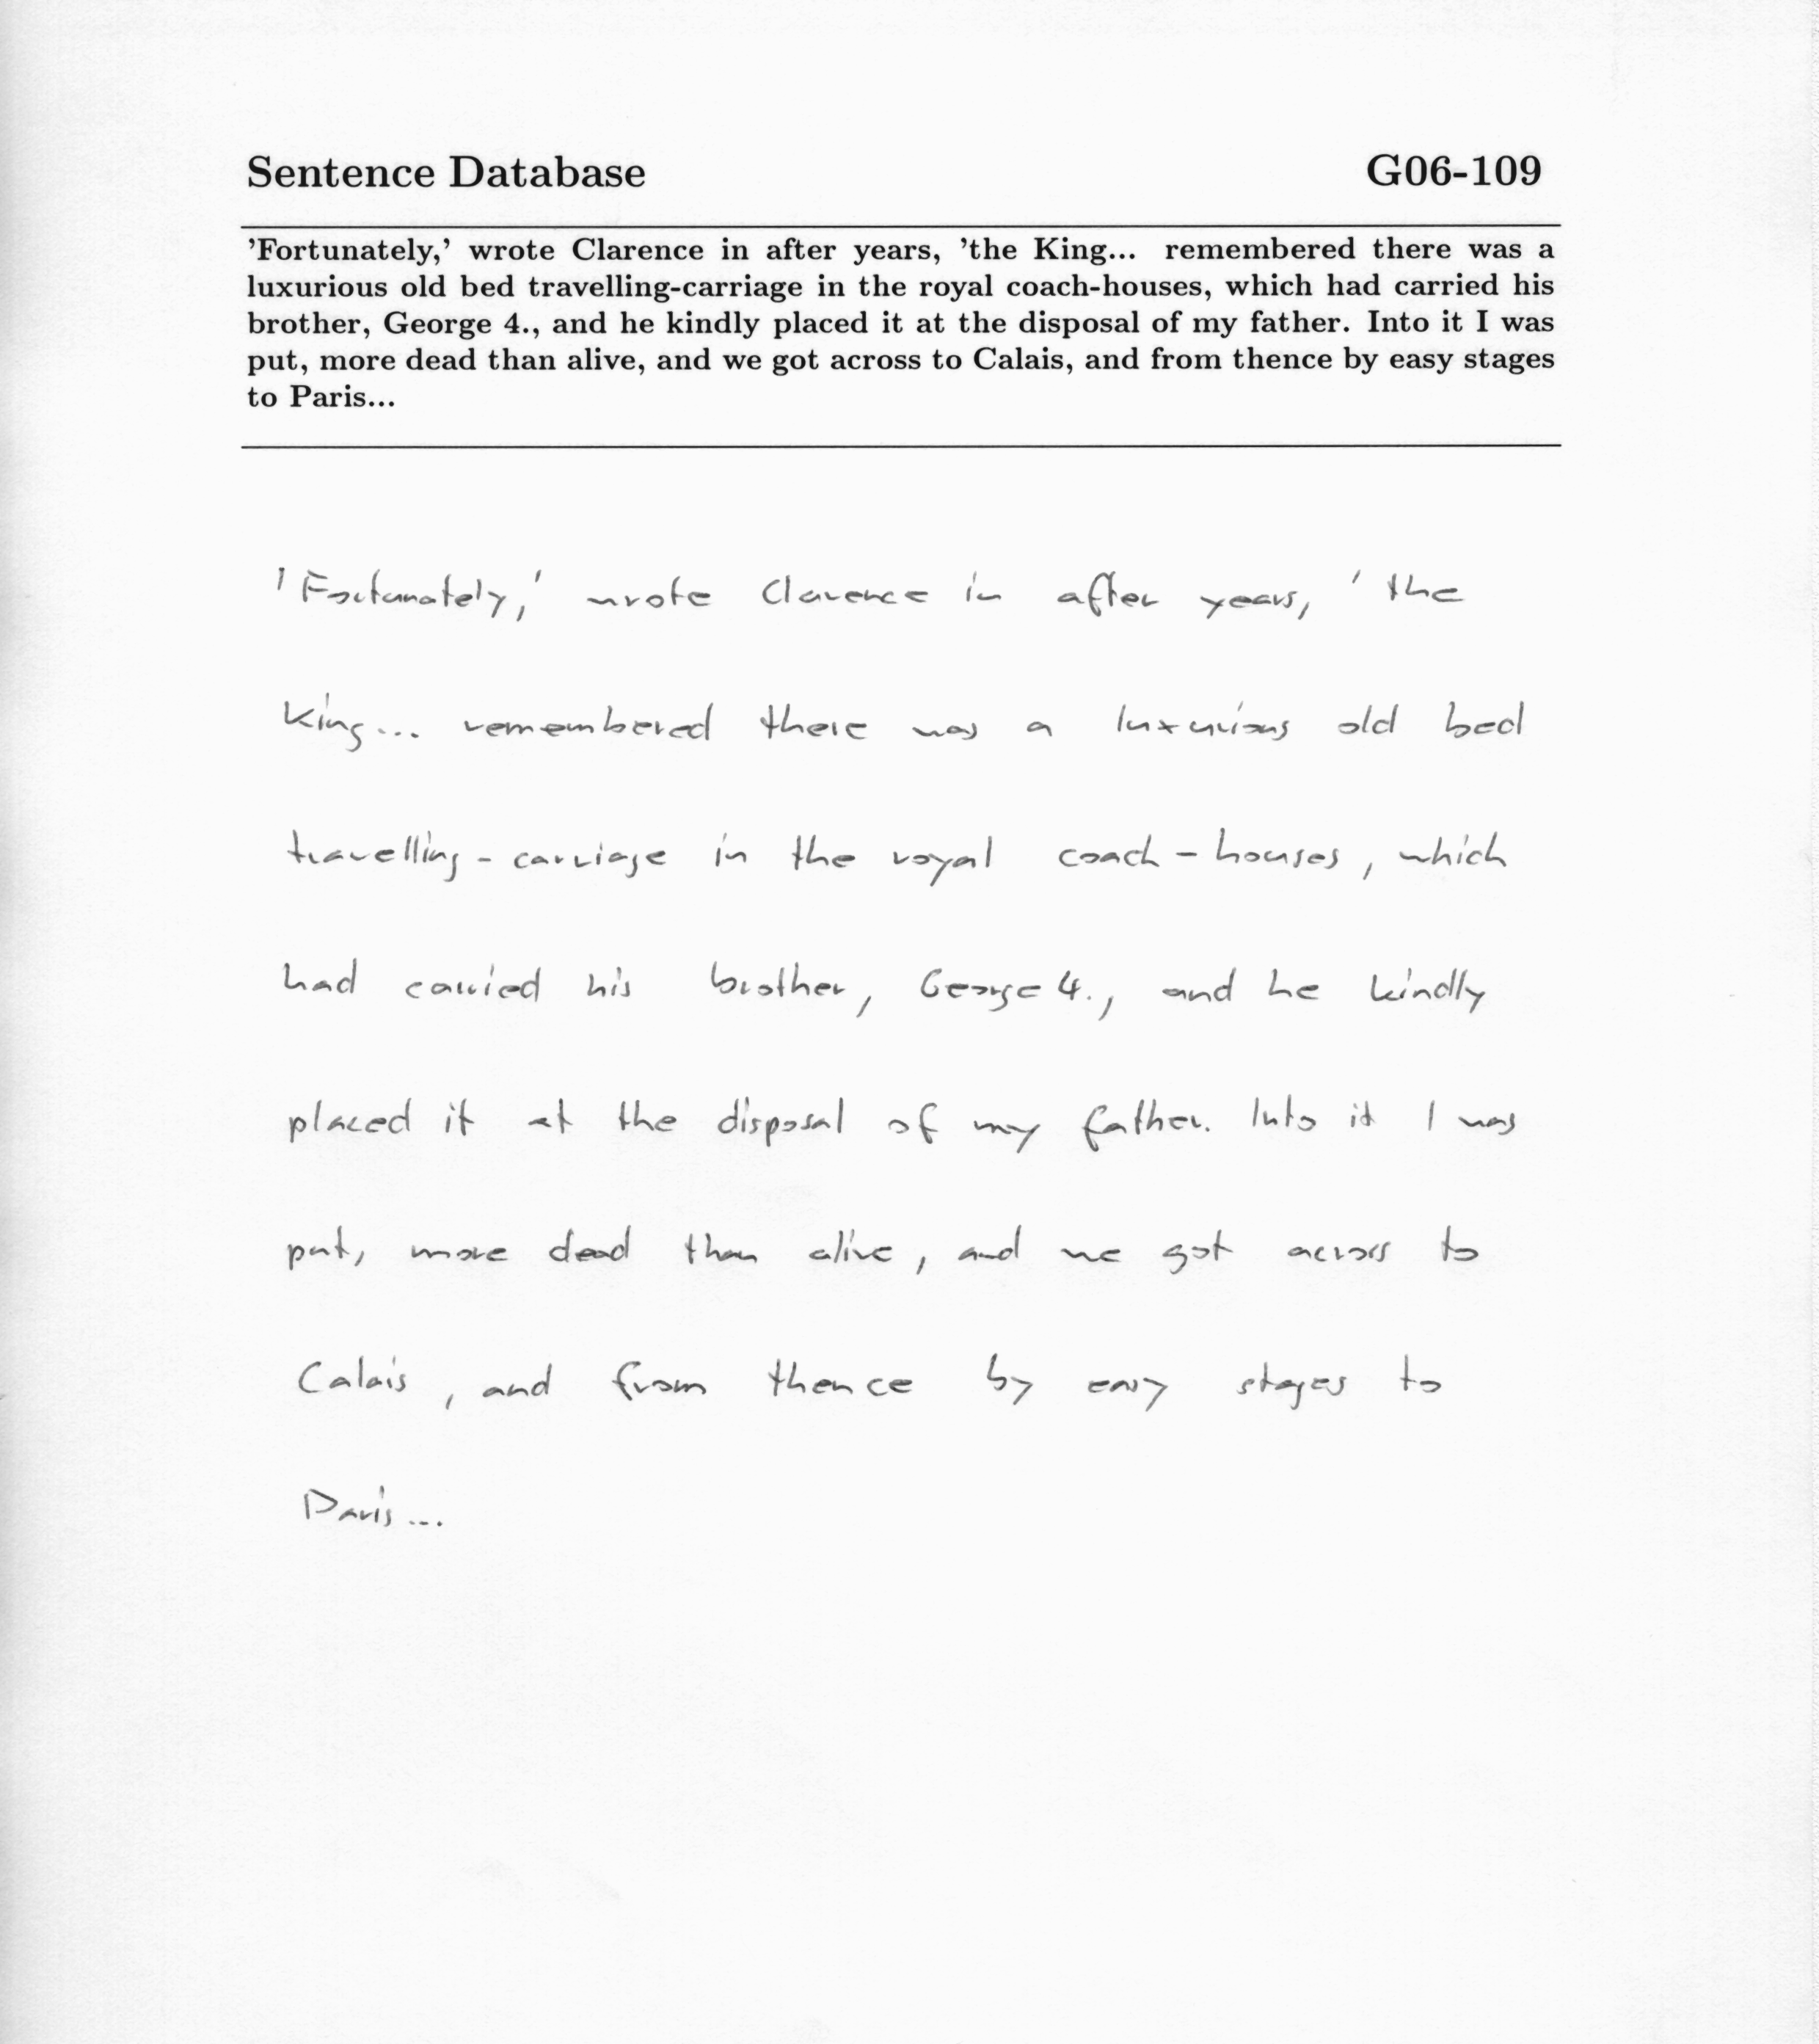 Sentence Database G06-109
'Fortunately,' wrote Clarence in after years, 'the King... remembered there was a
luxurious old bed travelling-carriage in the royal coach-houses, which had carried his
brother, George 4., and he kindly placed it at the disposal of my father. Into it I was
put, more dead than alive, and we got across to Calais, and from thence by easy stages
to Paris...
'Fortunately,' wrote Clarence in after years, 'the
King... remembered there was a luxurious old bed
travelling-carriage in the royal coach-houses, which
had carried his brother, George 4., and he kindly
placed it at the disposal of my father. Into it I was
put, more dead than alive, and we got across to
Calais, and from thence by easy stages to
Paris...